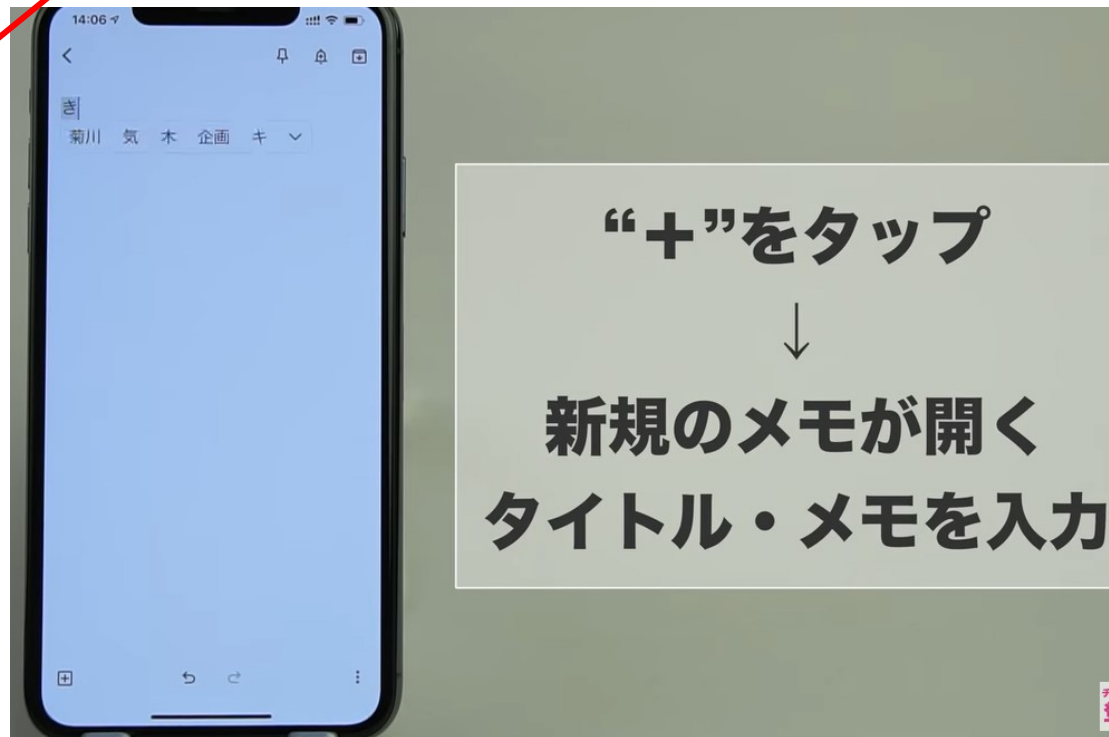 14:06
き
菊川 気 木 企画 キ
“+”をタップ
↓
新規のメモが開く
タイトル・メモを入力